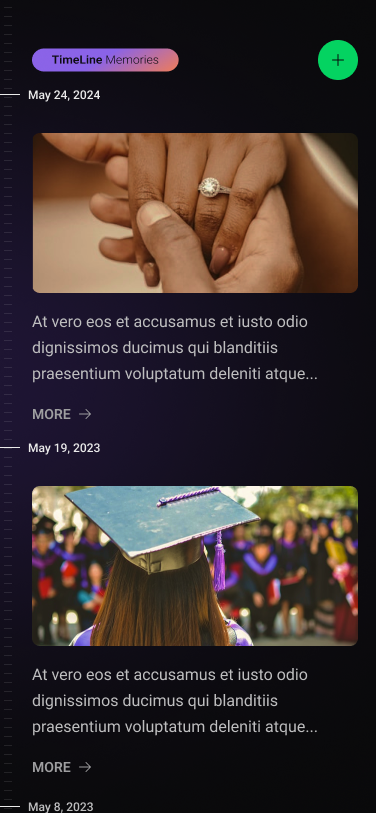 TimeLine Memories
May 24, 2024
At vero eos et accusamus et iusto odio
dignissimos ducimus qui blanditiis
praesentium voluptatum deleniti atque...
MORE
May 19, 2023
At vero eos et accusamus et iusto odio
dignissimos ducimus qui blanditiis
praesentium voluptatum deleniti atque...
MORE
May 8, 2023